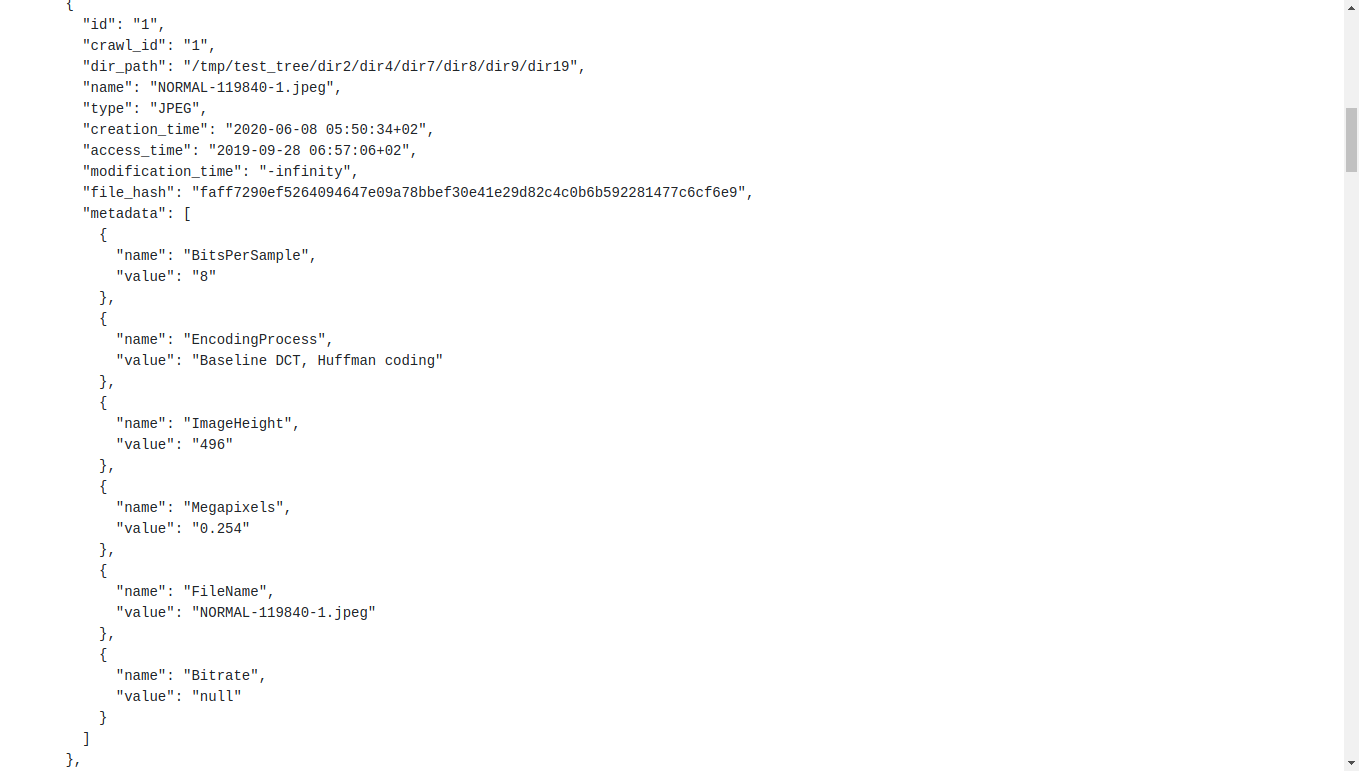 {
"id": "1",
"crawl_id": "1",
"dir_path": "/tmp/test_tree/dir2/dir4/dir7/dir8/dir9/dir19",
"name": "NORMAL-119840-1.jpeg",
"type": "JPEG",
"creation_time": "2020-06-08 05:50:34+02",
"access_time": "2019-09-28 06:57:06+02",
"modification_time": "-infinity",
"file_hash": "faff7290ef5264094647e09a78bbef30e41e29d82c4c0b6b592281477c6cf6e9",
"metadata": [
{
"name": "BitsPerSample",
"value": "8"
},
{
"name": "EncodingProcess",
"value": "Baseline DCT, Huffman coding"
},
{
"name": "ImageHeight",
"value": "496"
},
{
"name": "Megapixels",
"value": "0.254"
},
{
"name": "FileName",
"value": "NORMAL-119840-1.jpeg"
},
{
"name": "Bitrate",
"value": "null"
}
]
},